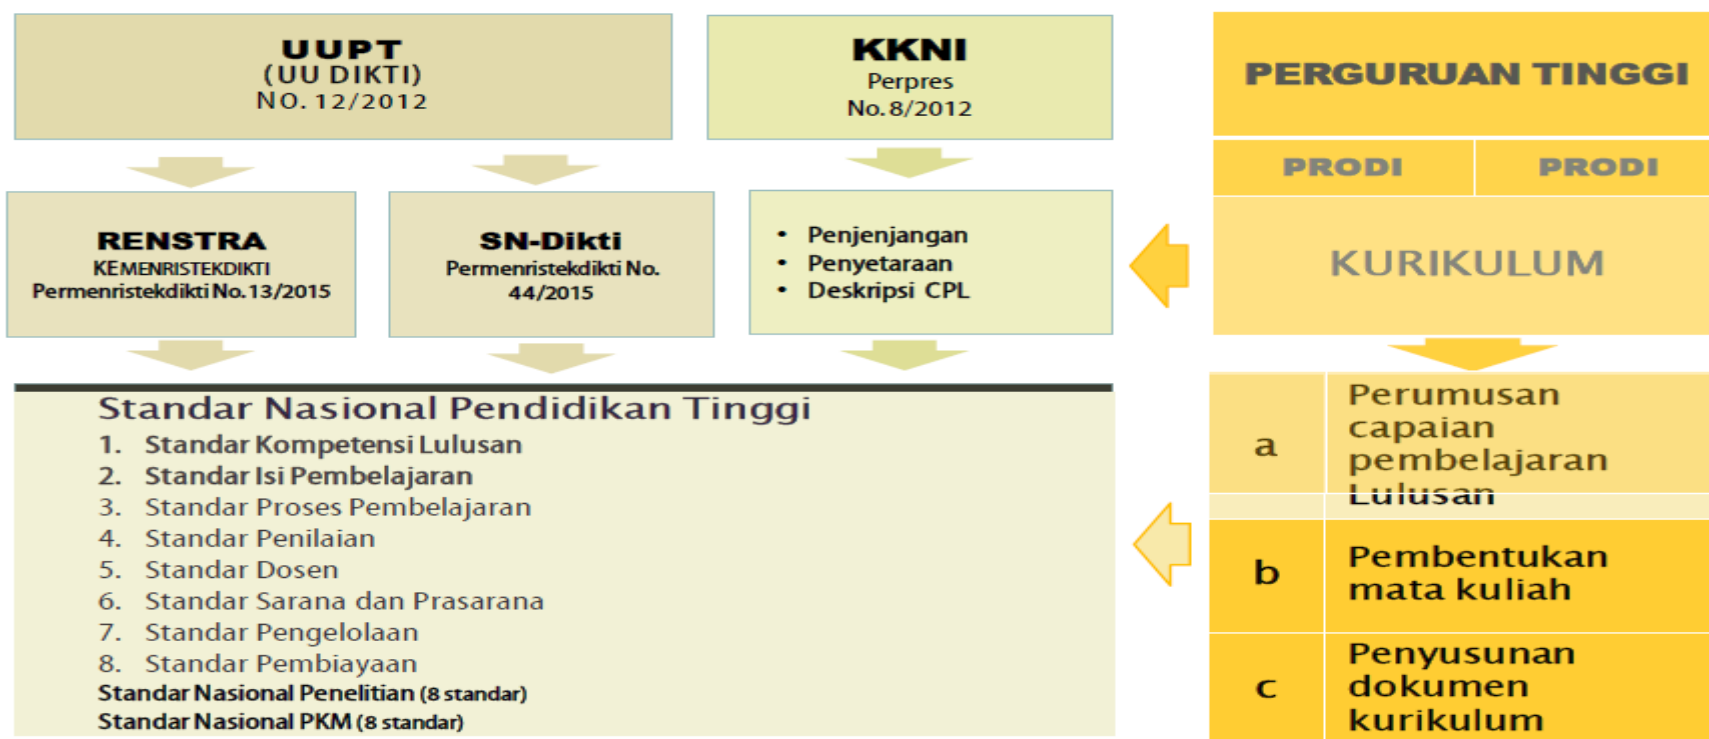 UUPT
(UU DIKTI)
NO. 12/2012
KKNI
Perpres
No. 8/2012
PERGURUAN TINGGI
PRODI
PRODI
RENSTRA
KEMENRISTEKDIKTI
Permenristekdikti No. 13/2015
SN-Dikti
Permenristekdikti No.
44/2015
• Penjenjangan
• Penyetaraan
• Deskripsi CPL
KURIKULUM
Standar Nasional Pendidikan Tinggi
1. Standar Kompetensi Lulusan
2. Standar Isi Pembelajaran
3. Standar Proses Pembelajaran
4. Standar Penilaian
5. Standar Dosen
6. Standar Sarana dan Prasarana
7. Standar Pengelolaan
8. Standar Pembiayaan
Standar Nasional Penelitian (8 standar)
Standar Nasional PKM (8 standar)
a
Perumusan
capaian
pembelajaran
Lulusan
b
Pembentukan
mata kuliah
c
Penyusunan
dokumen
kurikulum